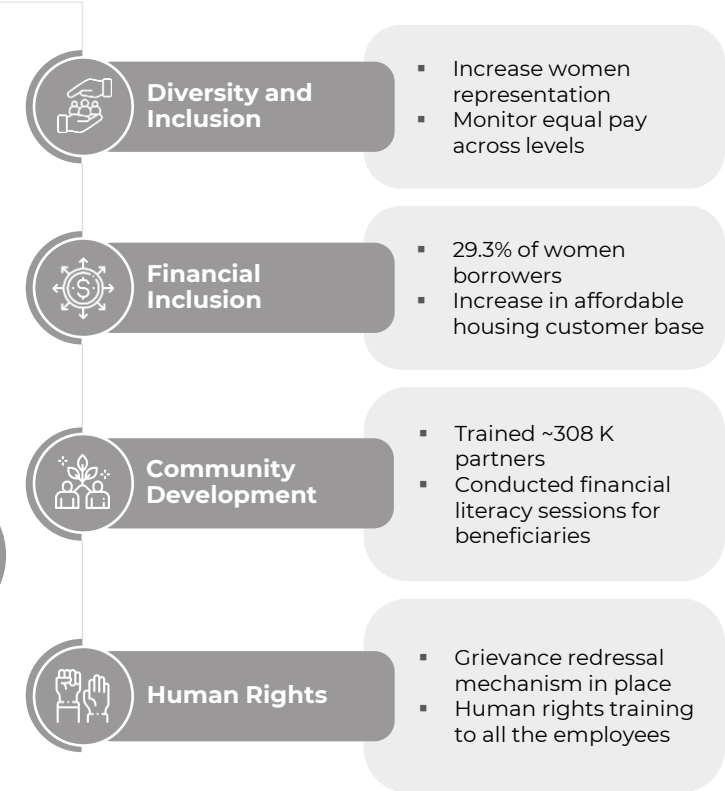 Diversity and
Inclusion
▪ Increase women
representation
▪ Monitor equal pay
across levels
Financial
Inclusion
▪ 29.3% of women
borrowers
▪ Increase in affordable
housing customer base
Community
Development
▪ Trained ~308 K
partners
▪ Conducted financial
literacy sessions for
beneficiaries
Human Rights
▪ Grievance redressal
mechanism in place
▪ Human rights training
to all the employees